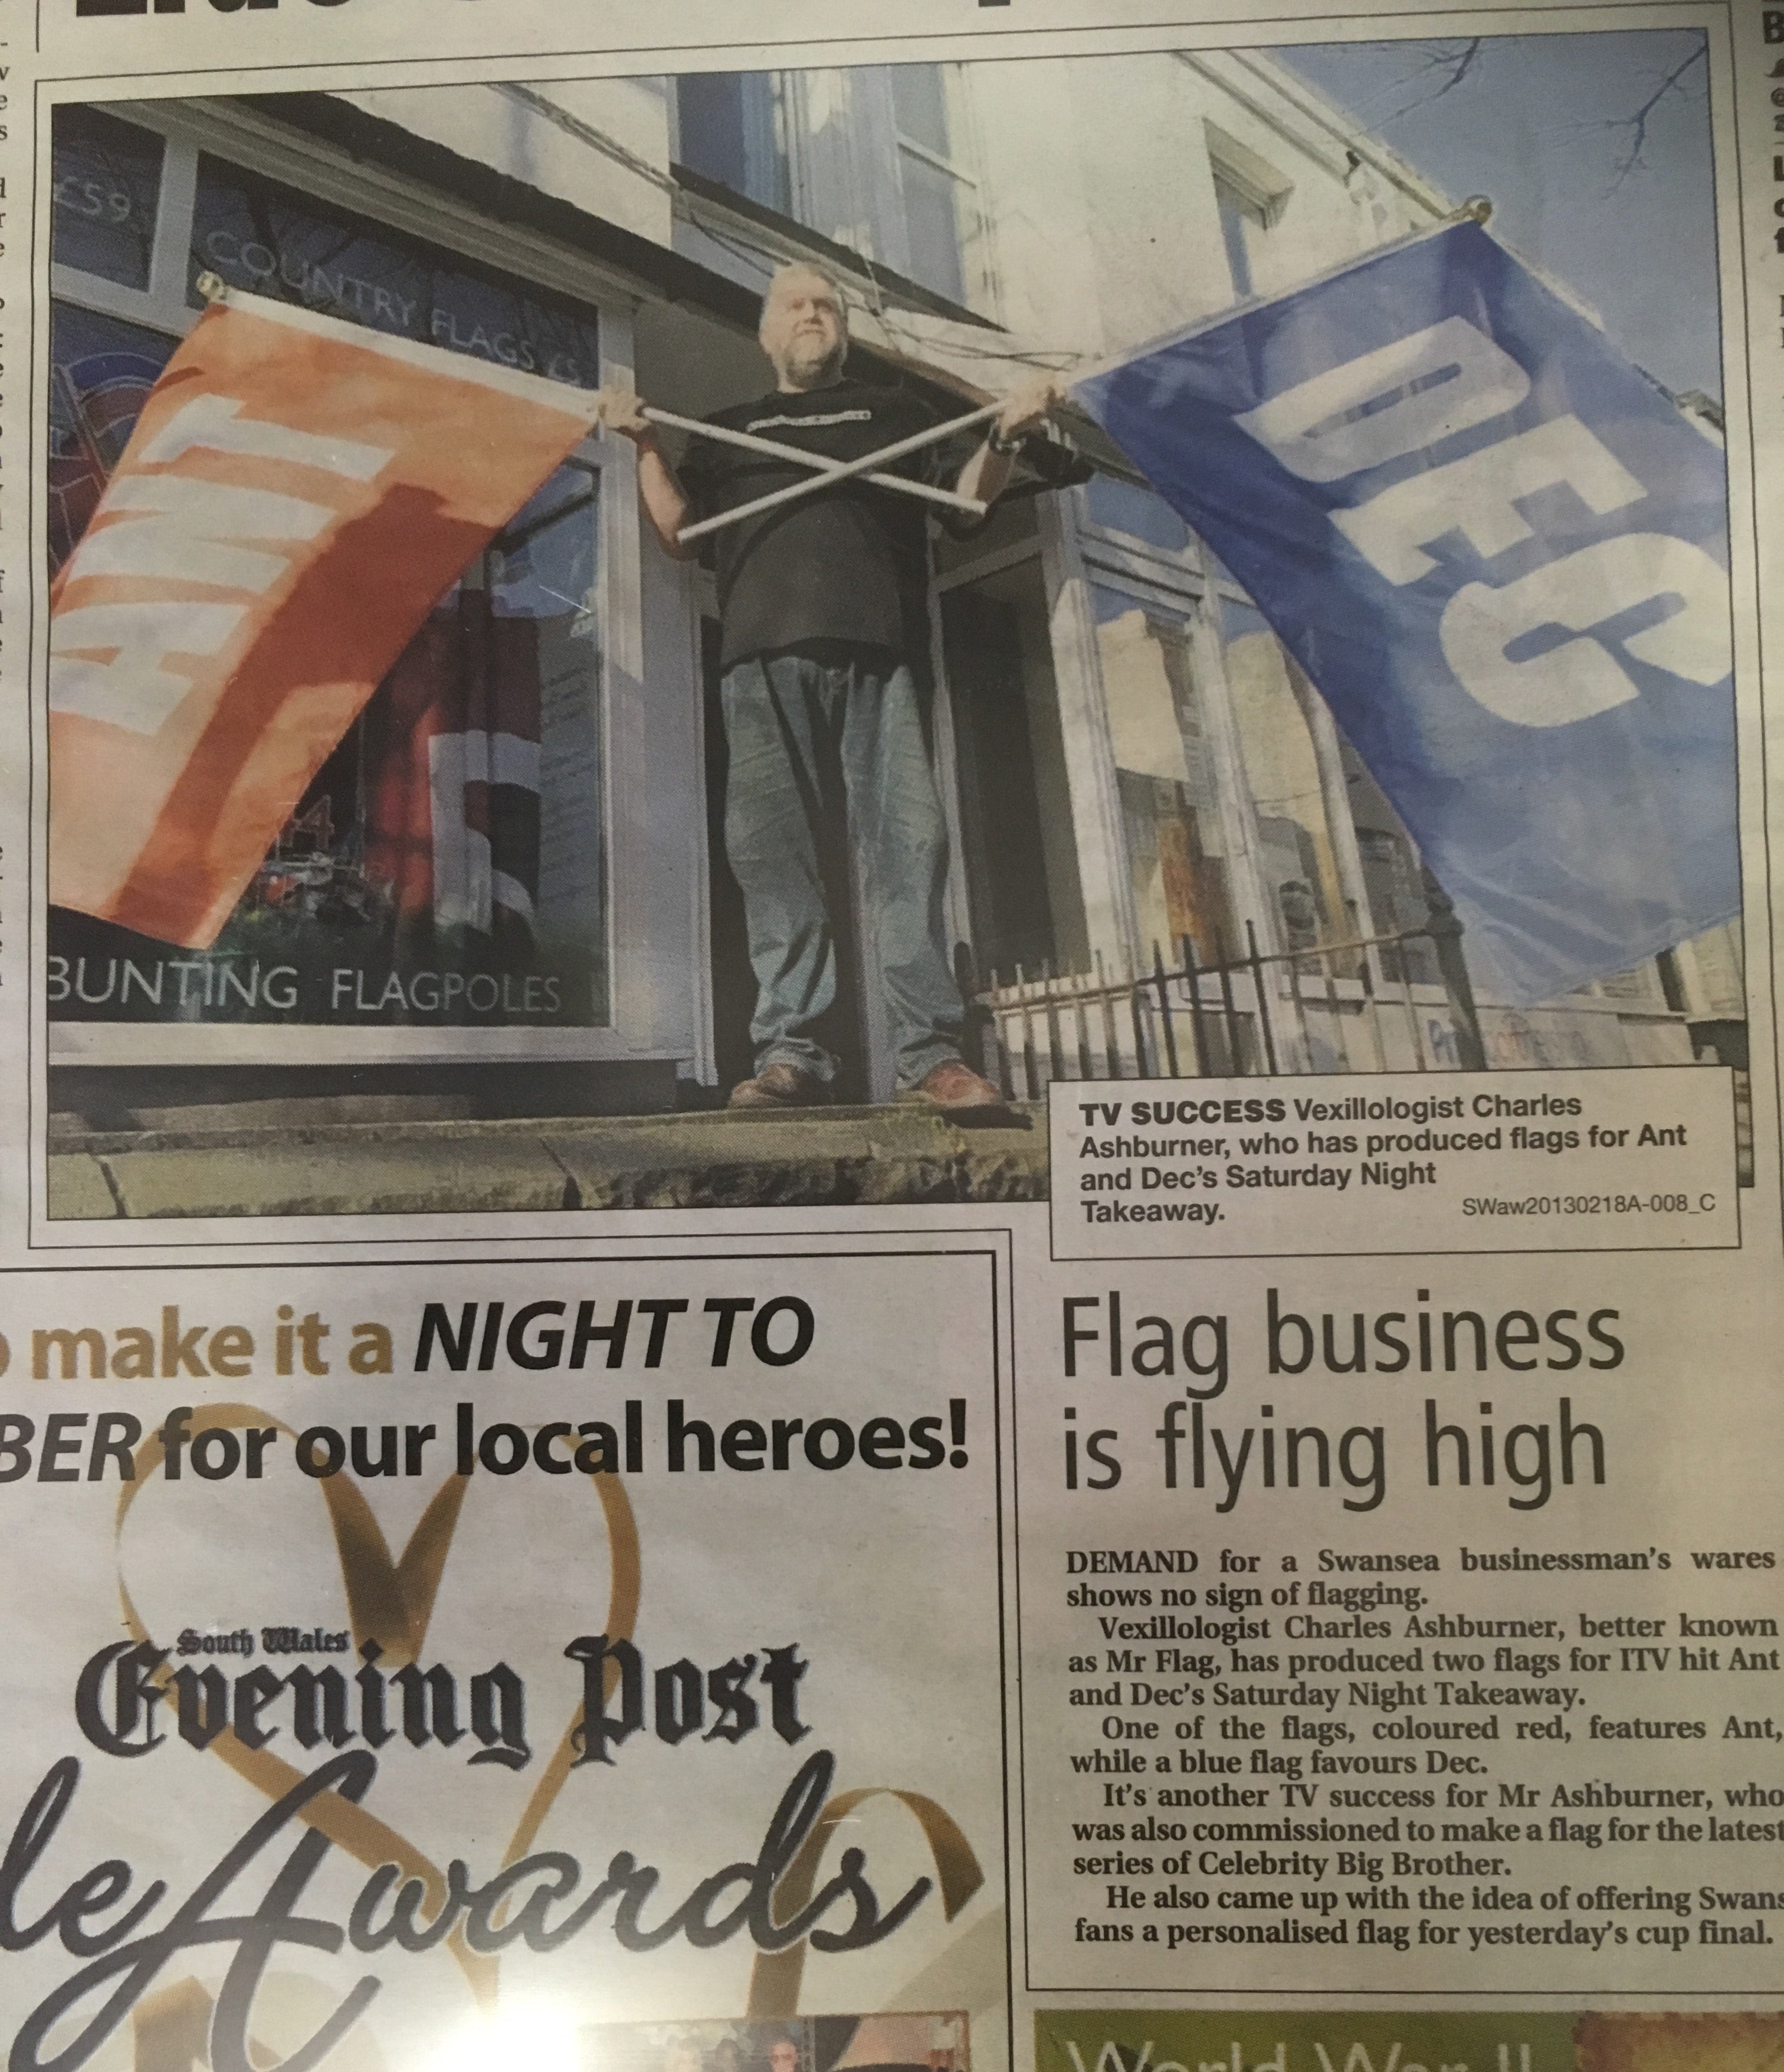 £59.
COUNTRY FLAGS £5
ANT
DEC
BUNTING FLAGPOLES
TV SUCCESS Vexillologist Charles
Ashburner, who has produced flags for Ant
and Dec's Saturday Night
Takeaway.
SWaw20130218A-008_C
make it a NIGHT TO
BER for our local heroes!
South Wales
Evening Post
le Awards
Flag business
is flying high
DEMAND for a Swansea businessman's wares
shows no sign of flagging.
Vexillologist Charles Ashburner, better known
as Mr Flag, has produced two flags for ITV hit Ant
and Dec's Saturday Night Takeaway.
One of the flags, coloured red, features Ant,
while a blue flag favours Dec.
It's another TV success for Mr Ashburner, who
was also commissioned to make a flag for the latest
series of Celebrity Big Brother.
He also came up with the idea of offering Swans
fans a personalised flag for yesterday's cup final.
World War II